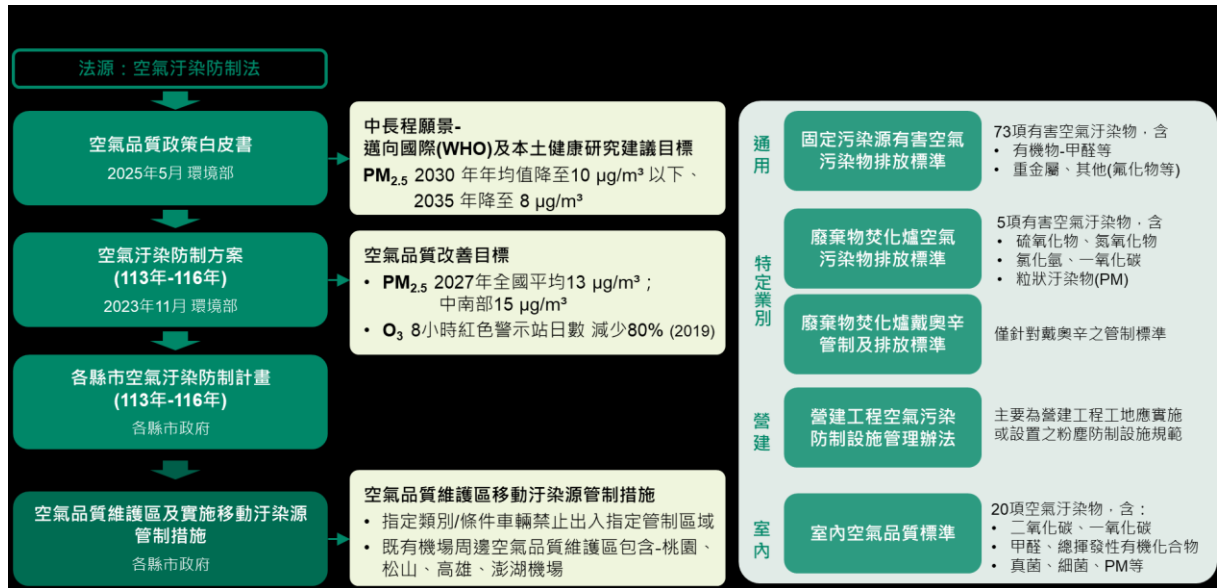 法源：空氣汙染防制法
空氣品質政策白皮書
2025年5月 環境部
中長程願景-
邁向國際(WHO)及本土健康研究建議目標
PM2.5 2030 年年均值降至10 μg/m³ 以下、
2035 年降至 8 μg/m³
空氣汙染防制方案
(113年-116年)
2023年11月 環境部
空氣品質改善目標
• PM2.5 2027年全國平均13 μg/m³；
中南部15 μg/m³
• O3 8小時紅色警示站日數 減少80% (2019)
各縣市空氣汙染防制計畫
(113年-116年)
各縣市政府
空氣品質維護區及實施移動汙染源
管制措施
各縣市政府
空氣品質維護區移動汙染源管制措施
• 指定類別/條件車輛禁止出入指定管制區域
• 既有機場周邊空氣品質維護區包含-桃園、
松山、高雄、澎湖機場
通用
固定污染源有害空氣
污染物排放標準
73項有害空氣汙染物，含
• 有機物-甲醛等
• 重金屬、其他(氟化物等)
特定業別
廢棄物焚化爐空氣
污染物排放標準
5項有害空氣汙染物，含
• 硫氧化物、氮氧化物
• 氯化氫、一氧化碳
• 粒狀汙染物(PM)
廢棄物焚化爐戴奧辛
管制及排放標準
僅針對戴奧辛之管制標準
營建
營建工程空氣污染
防制設施管理辦法
主要為營建工程工地應實施
或設置之粉塵防制設施規範
室內
室內空氣品質標準
20項空氣汙染物，含：
• 二氧化碳、一氧化碳
• 甲醛、總揮發性有機化合物
• 真菌、細菌、PM等